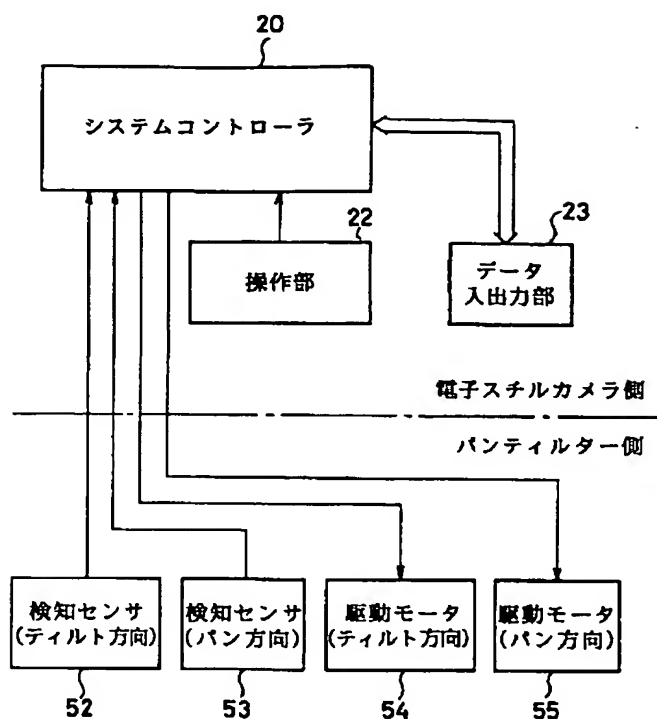 20
システムコントローラ
22
操作部
23
データ
入出力部
電子スチルカメラ側
パンティルター側
検知センサ
(ティルト方向)
検知センサ
(パン方向)
駆動モータ
(ティルト方向)
駆動モータ
(パン方向)
52
53
54
55